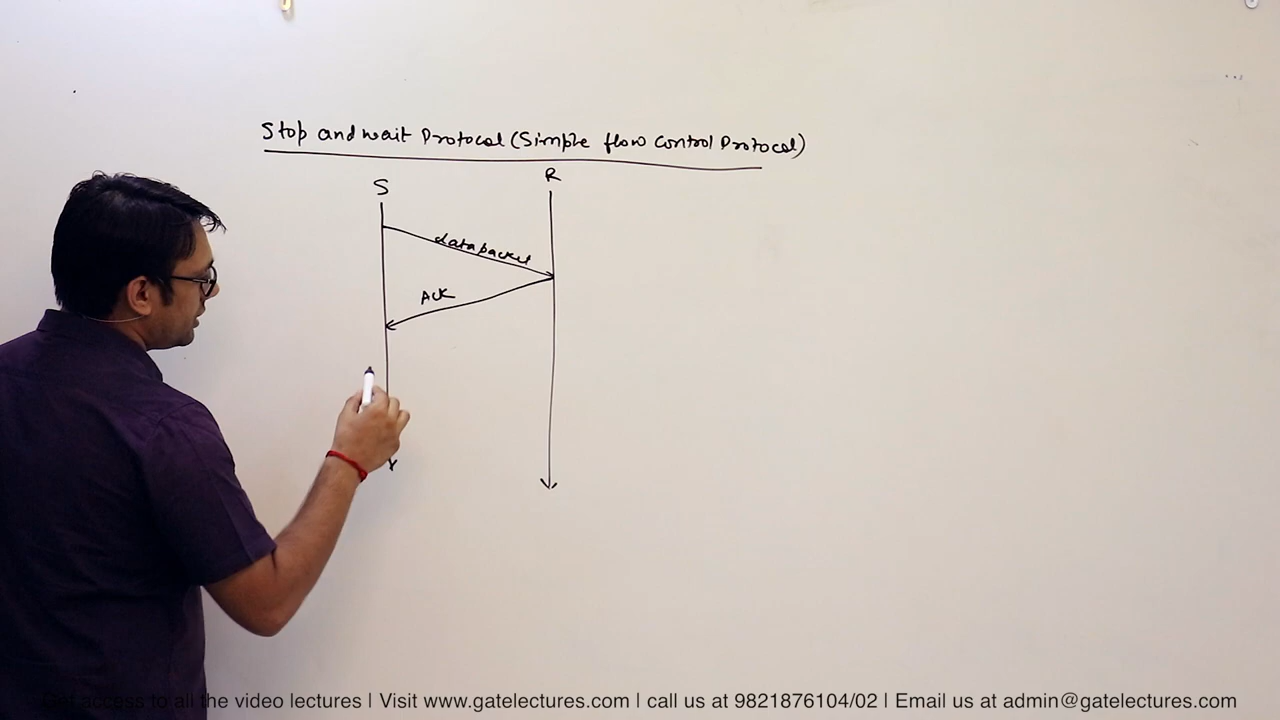 Stop and wait Protocol (Simple flow control Protocol)
S R
data packet
ACK
Get access to all the video lectures | Visit www.gatelectures.com | call us at 9821876104/02 | Email us at admin@gatelectures.com